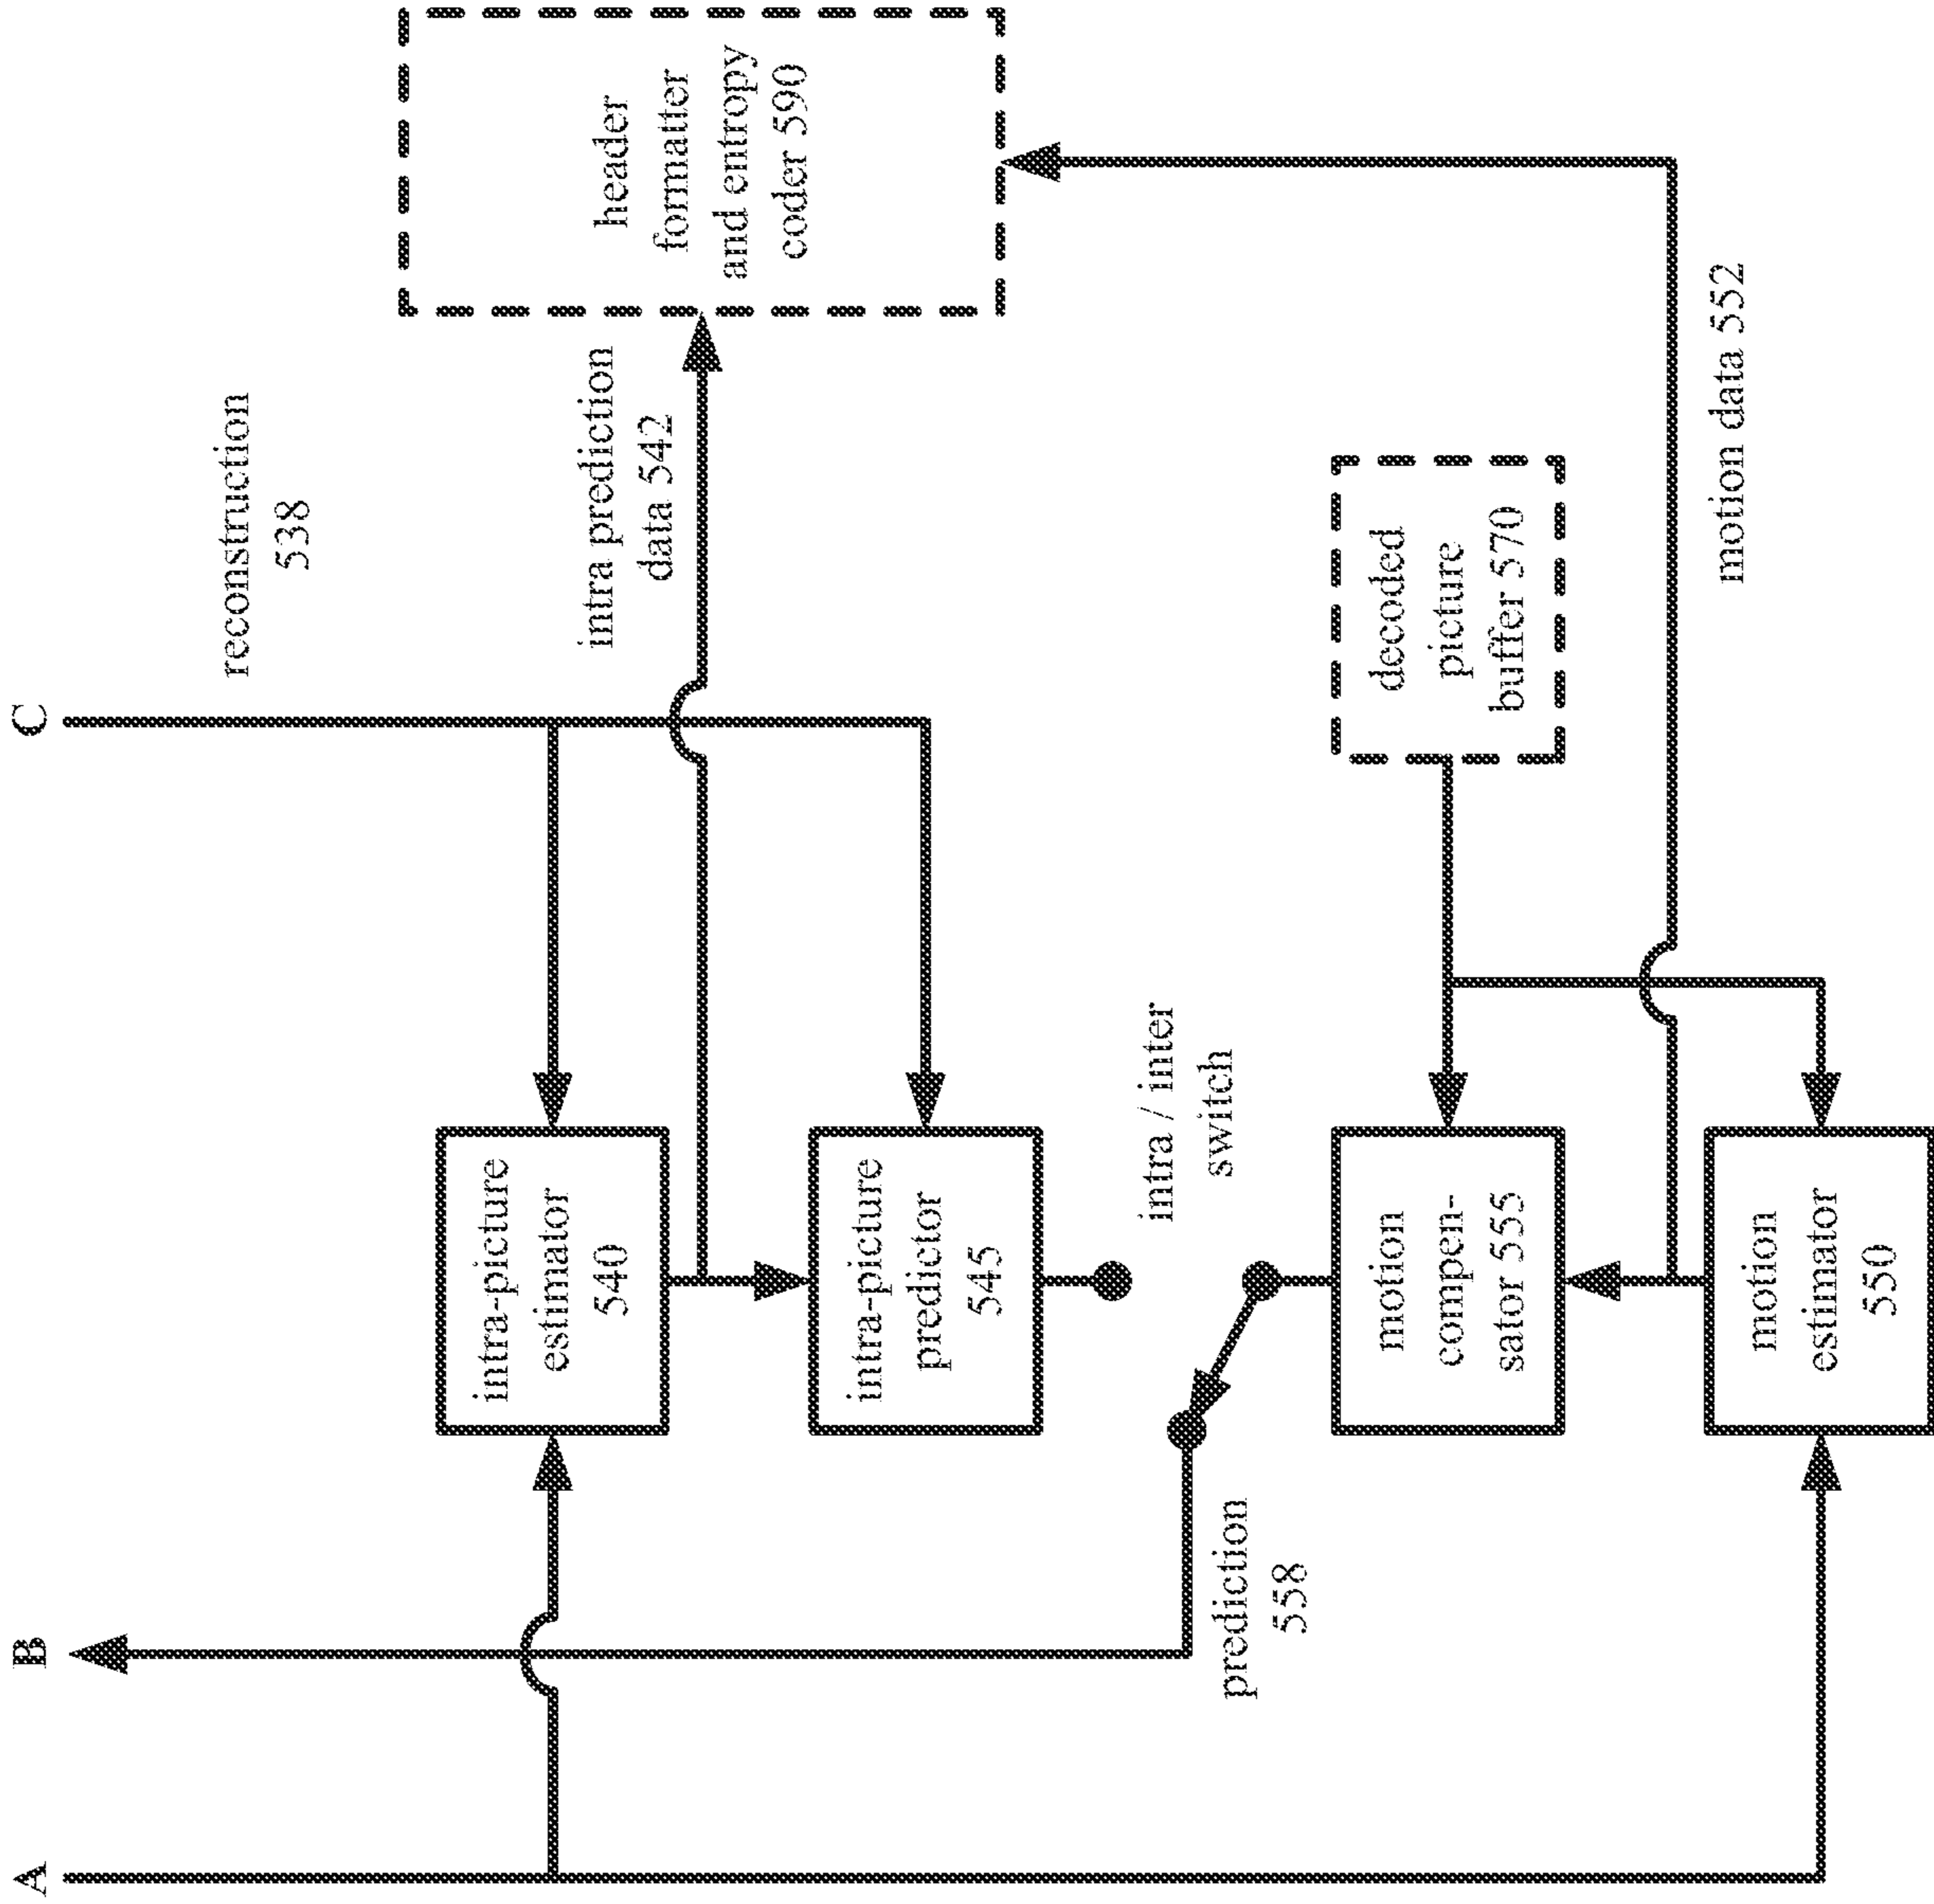 A
B
C
reconstruction
538
intra-picture
estimator
540
intra prediction
data 542
header
formatter
and entropy
coder 590
intra-picture
predictor
545
intra / inter
switch
prediction
558
motion
compen-
sator 555
decoded
picture
buffer 570
motion
estimator
550
motion data 552